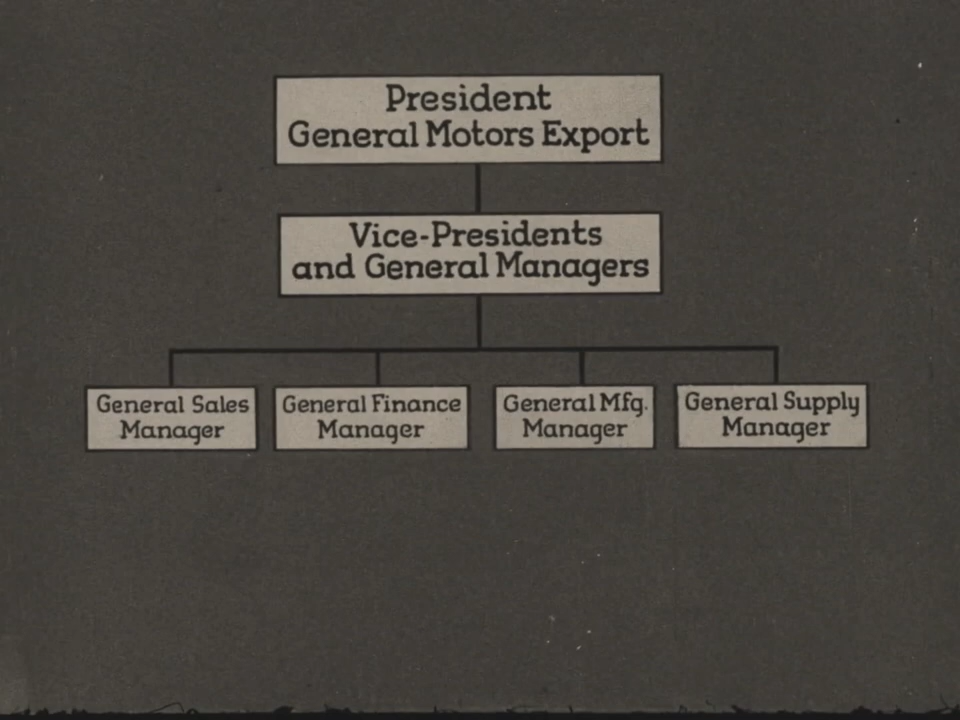 President
General Motors Export
Vice-Presidents
and General Managers
General Sales
Manager
General Finance
Manager
General Mfg.
Manager
General Supply
Manager